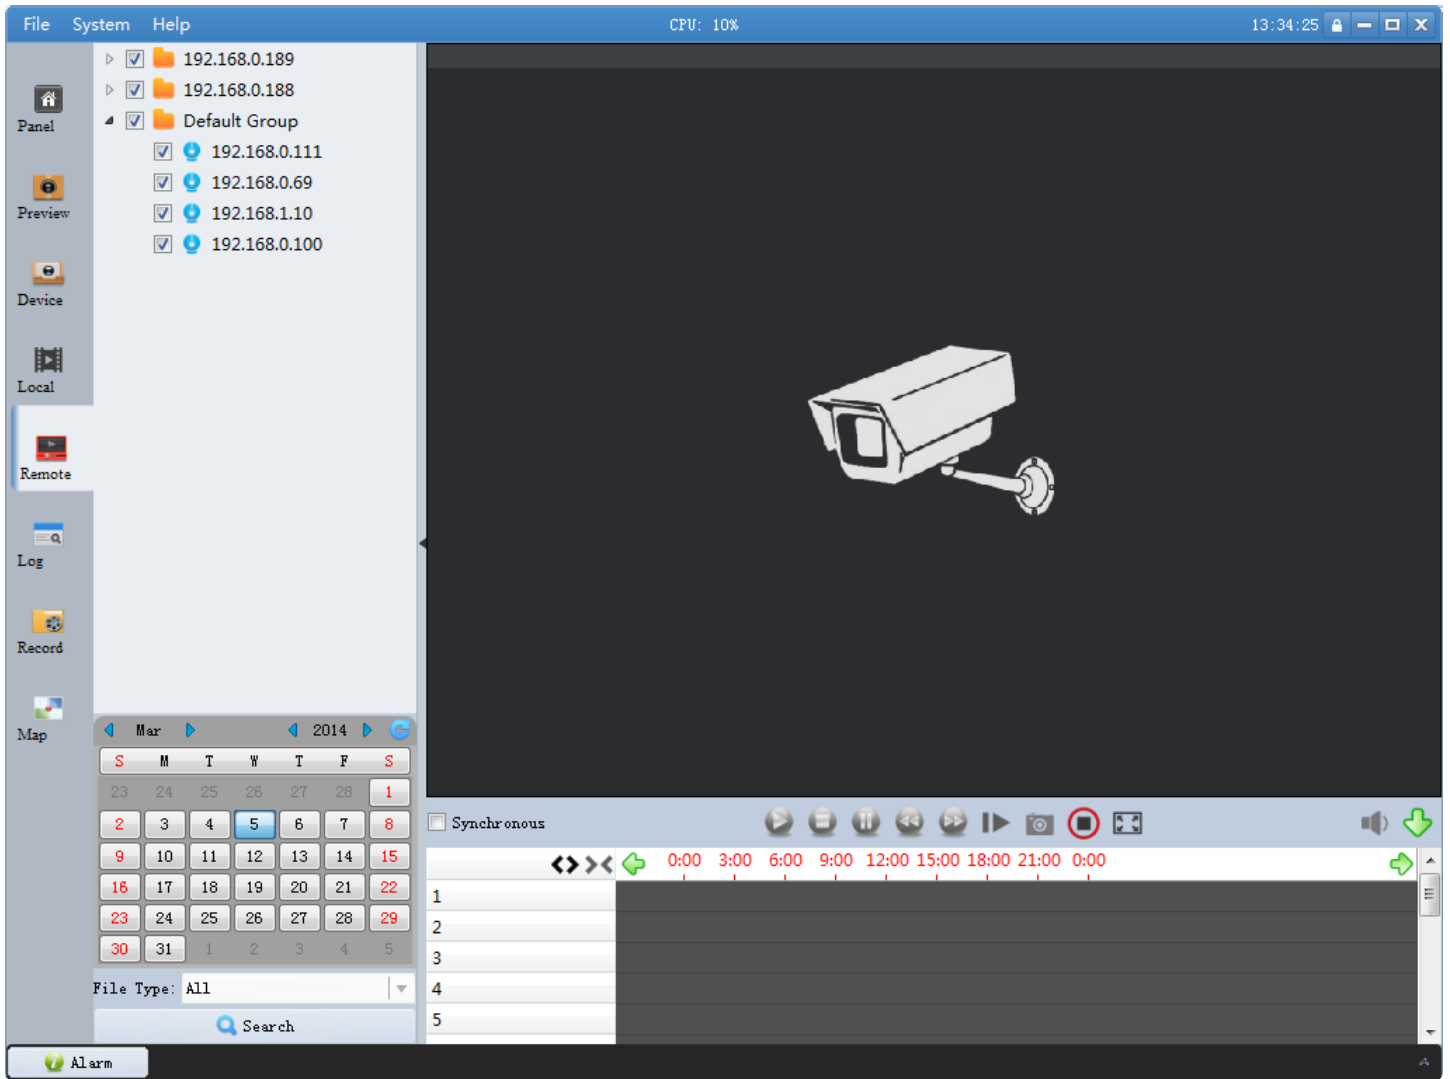 File System Help CPU: 10% 13:34:25
192.168.0.189
192.168.0.188
Default Group
192.168.0.111
192.168.0.69
192.168.1.10
192.168.0.100
Panel
Preview
Device
Local
Remote
Log
Record
Map
Mar 2014
S M T W T F S
23 24 25 26 27 28 1
2 3 4 5 6 7 8
9 10 11 12 13 14 15
16 17 18 19 20 21 22
23 24 25 26 27 28 29
30 31 1 2 3 4 5
File Type: All
Search
Synchronous
0:00 3:00 6:00 9:00 12:00 15:00 18:00 21:00 0:00
1
2
3
4
5
Alarm